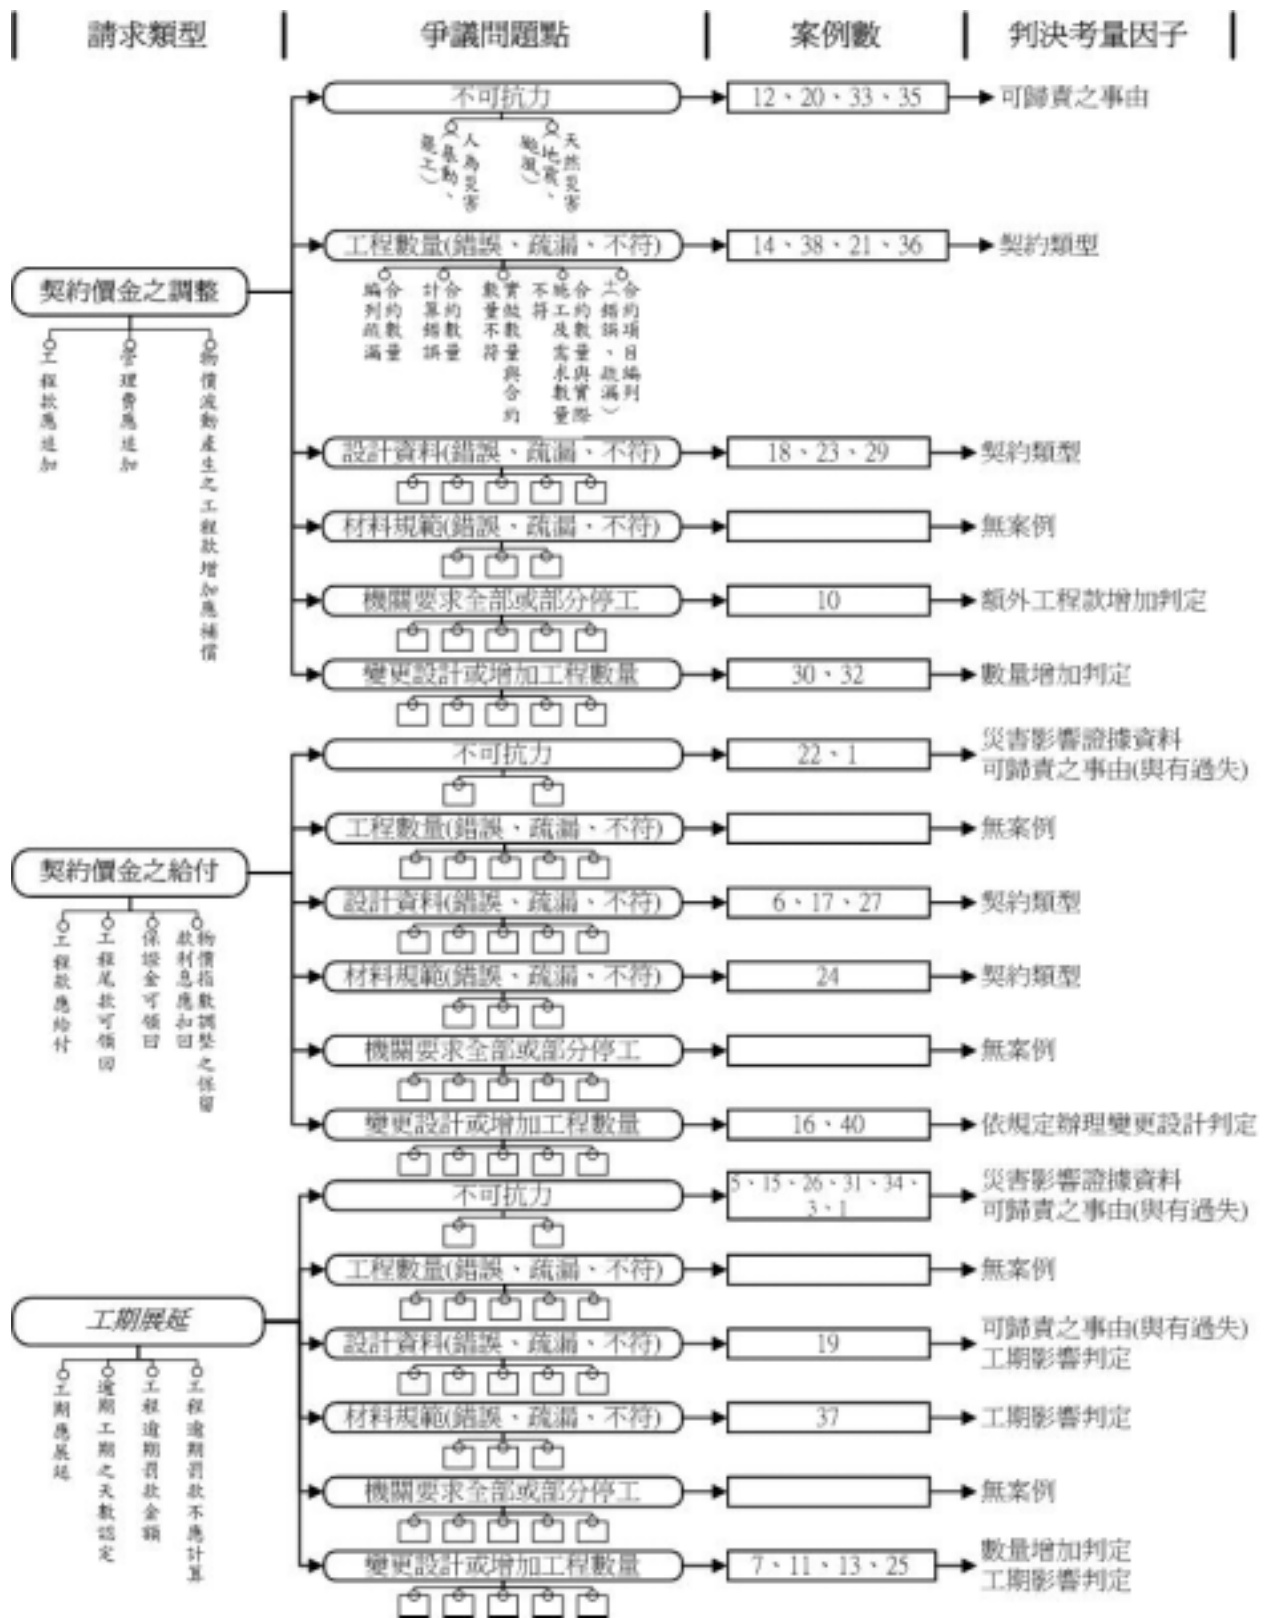 請求類型
爭議問題點
案例數
判決考量因子
契約價金之調整
工程款應追加
管理費應追加
物價波動產生之工程款增加應補償
不可抗力
12、20、33、35
可歸責之事由
人為災害
(暴動、
罷工)
天然災害
(地震、
颱風)
工程數量(錯誤、疏漏、不符)
14、38、21、36
契約類型
合約數量
編列疏漏
合約數量
計算錯誤
實做數量與合約
數量不符
合約數量與實際
施工及需求數量
不符
合約項目編列
(錯誤、疏漏)
設計資料(錯誤、疏漏、不符)
18、23、29
契約類型
材料規範(錯誤、疏漏、不符)
無案例
機關要求全部或部分停工
10
額外工程款增加判定
變更設計或增加工程數量
30、32
數量增加判定
契約價金之給付
工程款應給付
工程尾款可領回
保證金可領回
物價指數調整之保留
款利息應扣回
不可抗力
22、1
災害影響證據資料
可歸責之事由(與有過失)
工程數量(錯誤、疏漏、不符)
無案例
設計資料(錯誤、疏漏、不符)
6、17、27
契約類型
材料規範(錯誤、疏漏、不符)
24
契約類型
機關要求全部或部分停工
無案例
變更設計或增加工程數量
16、40
依規定辦理變更設計判定
工期展延
工期應展延
逾期工期之天數認定
工程逾期罰款金額
工程逾期罰款不應計算
不可抗力
5、15、26、31、34、
3、1
災害影響證據資料
可歸責之事由(與有過失)
工程數量(錯誤、疏漏、不符)
無案例
設計資料(錯誤、疏漏、不符)
19
可歸責之事由(與有過失)
工期影響判定
材料規範(錯誤、疏漏、不符)
37
工期影響判定
機關要求全部或部分停工
無案例
變更設計或增加工程數量
7、11、13、25
數量增加判定
工期影響判定